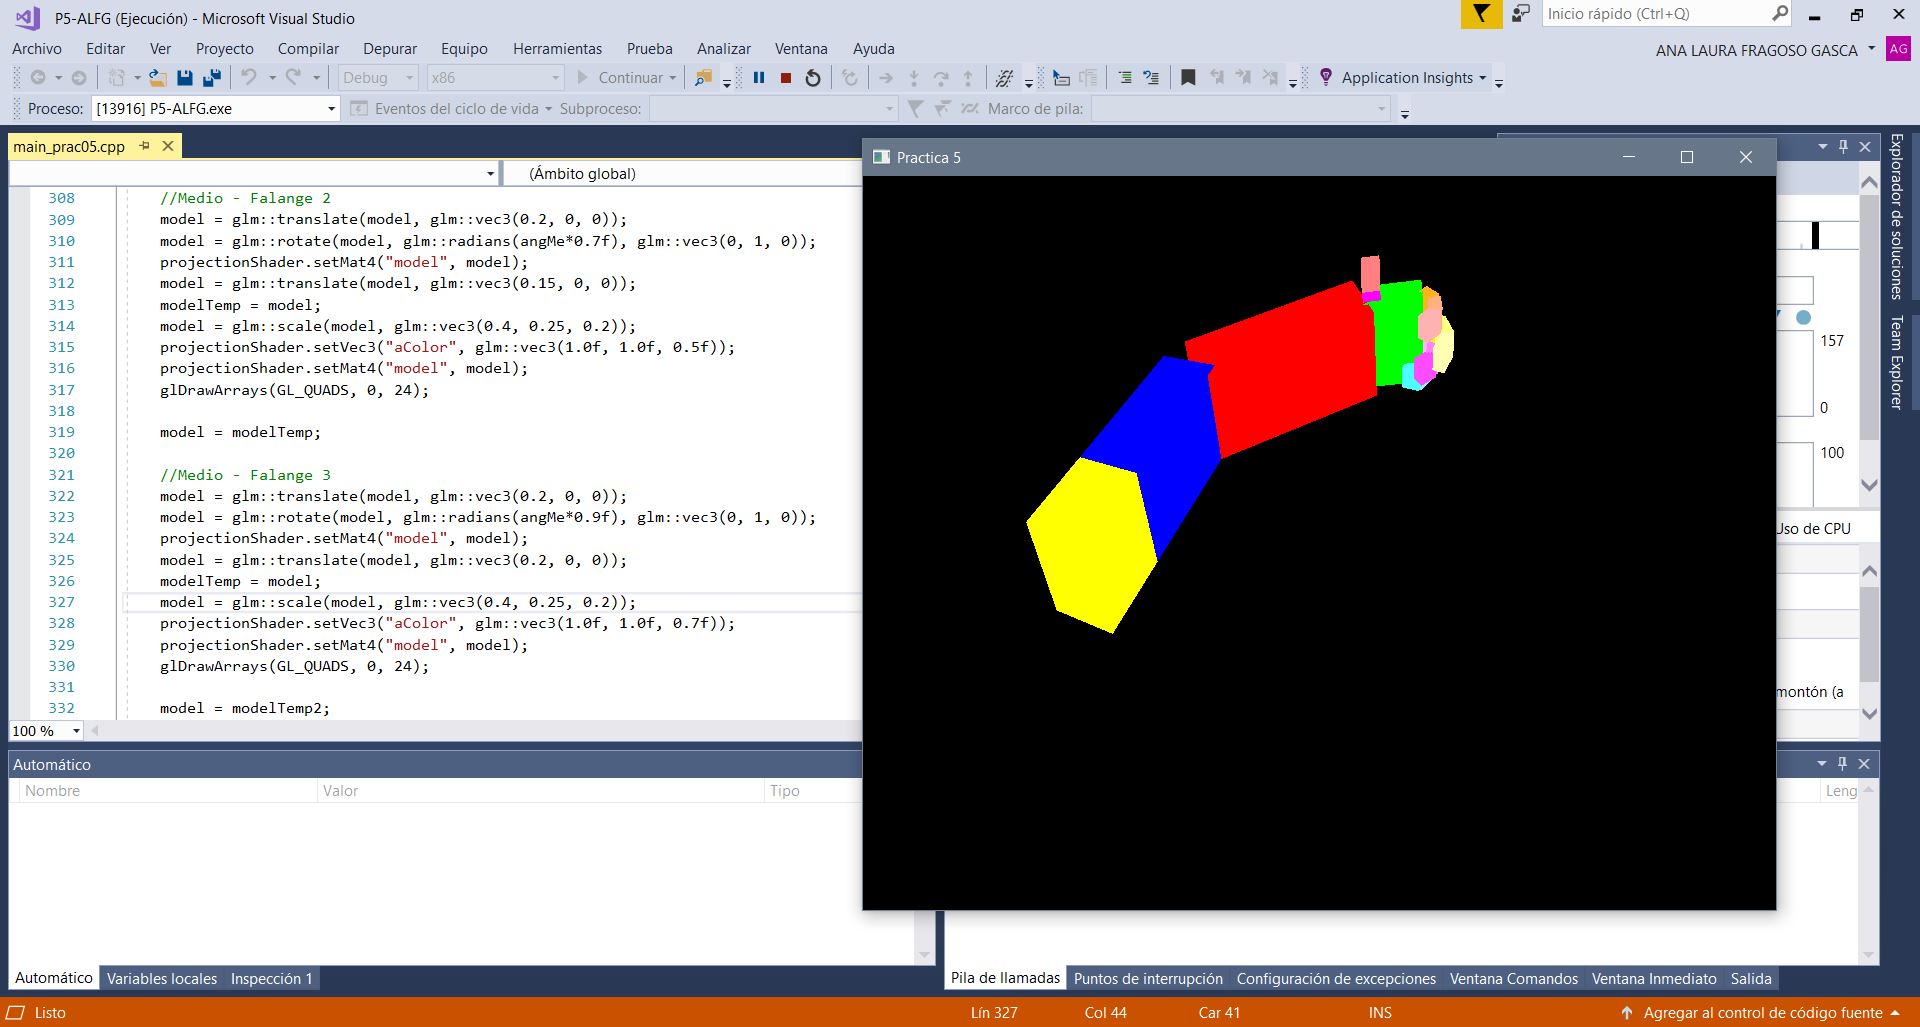 P5-ALFG (Ejecución) - Microsoft Visual Studio
Inicio rápido (Ctrl+Q)
Archivo Editar Ver Proyecto Compilar Depurar Equipo Herramientas Prueba Analizar Ventana Ayuda
ANA LAURA FRAGOSO GASCA AG
Debug x86 Continuar Application Insights
Proceso: [13916] P5-ALFG.exe Eventos del ciclo de vida Subproceso: Marco de pila:
main_prac05.cpp
(Ámbito global)
308 //Medio - Falange 2
309 model = glm::translate(model, glm::vec3(0.2, 0, 0));
310 model = glm::rotate(model, glm::radians(angMe*0.7f), glm::vec3(0, 1, 0));
311 projectionShader.setMat4("model", model);
312 model = glm::translate(model, glm::vec3(0.15, 0, 0));
313 modelTemp = model;
314 model = glm::scale(model, glm::vec3(0.4, 0.25, 0.2));
315 projectionShader.setVec3("aColor", glm::vec3(1.0f, 1.0f, 0.5f));
316 projectionShader.setMat4("model", model);
317 glDrawArrays(GL_QUADS, 0, 24);
318
319 model = modelTemp;
320
321 //Medio - Falange 3
322 model = glm::translate(model, glm::vec3(0.2, 0, 0));
323 model = glm::rotate(model, glm::radians(angMe*0.9f), glm::vec3(0, 1, 0));
324 projectionShader.setMat4("model", model);
325 model = glm::translate(model, glm::vec3(0.2, 0, 0));
326 modelTemp = model;
327 model = glm::scale(model, glm::vec3(0.4, 0.25, 0.2));
328 projectionShader.setVec3("aColor", glm::vec3(1.0f, 1.0f, 0.7f));
329 projectionShader.setMat4("model", model);
330 glDrawArrays(GL_QUADS, 0, 24);
331
332 model = modelTemp2;
100 %
Practica 5
157
0
100
Uso de CPU
montón (a
Explorador de soluciones
Team Explorer
Automático
Nombre Valor Tipo
Leng
Automático Variables locales Inspección 1
Pila de llamadas Puntos de interrupción Configuración de excepciones Ventana Comandos Ventana Inmediato Salida
Listo Lín 327 Col 44 Car 41 INS Agregar al control de código fuente